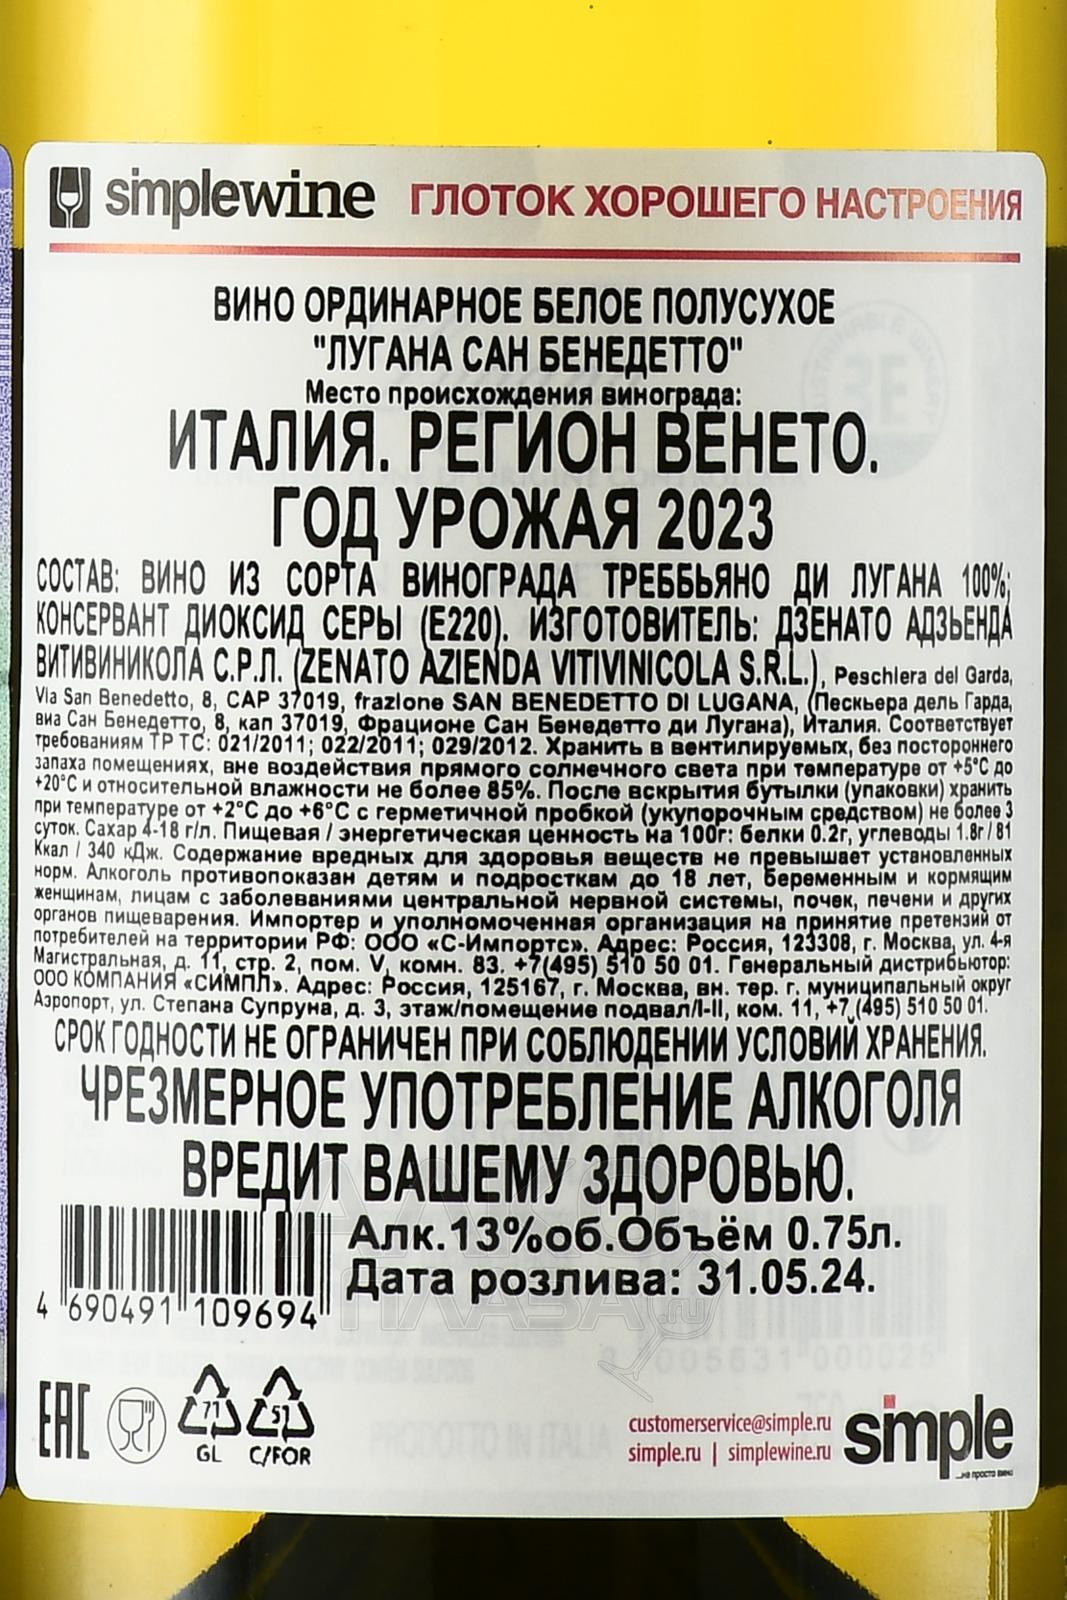 simplewine ГЛОТОК ХОРОШЕГО НАСТРОЕНИЯ
ВИНО ОРДИНАРНОЕ БЕЛОЕ ПОЛУСУХОЕ
"ЛУГАНА САН БЕНЕДЕТТО"
Место происхождения винограда:
ИТАЛИЯ. РЕГИОН ВЕНЕТО.
ГОД УРОЖАЯ 2023
СОСТАВ: ВИНО ИЗ СОРТА ВИНОГРАДА ТРЕББЬЯНО ДИ ЛУГАНА 100%;
КОНСЕРВАНТ ДИОКСИД СЕРЫ (Е220). ИЗГОТОВИТЕЛЬ: ДЗЕНАТО АДЗЬЕНДА
ВИТИВИНИКОЛА С.Р.Л. (ZENATO AZIENDA VITIVINICOLA S.R.L.), Peschiera del Garda,
Via San Benedetto, 8, CAP 37019, frazione SAN BENEDETTO DI LUGANA, (Пескьера дель Гарда,
виа Сан Бенедетто, 8, кап 37019, Фрационе Сан Бенедетто ди Лугана), Италия. Соответствует
требованиям ТР ТС: 021/2011; 022/2011; 029/2012. Хранить в вентилируемых, без постороннего
запаха помещениях, вне воздействия прямого солнечного света при температуре от +5°C до
+20°C и относительной влажности не более 85%. После вскрытия бутылки (упаковки) хранить
при температуре от +2°C до +6°C с герметичной пробкой (укупорочным средством) не более 3
суток. Сахар 4-18 г/л. Пищевая / энергетическая ценность на 100г: белки 0.2г, углеводы 1.8г / 81
Ккал / 340 кДж. Содержание вредных для здоровья веществ не превышает установленных
норм. Алкоголь противопоказан детям и подросткам до 18 лет, беременным и кормящим
женщинам, лицам с заболеваниями центральной нервной системы, почек, печени и других
органов пищеварения. Импортер и уполномоченная организация на принятие претензий от
потребителей на территории РФ: ООО «С-Импортс». Адрес: Россия, 123308, г. Москва, ул. 4-я
Магистральная, д. 11, стр. 2, пом. V, комн. 83. +7(495) 510 50 01. Генеральный дистрибьютор:
ООО КОМПАНИЯ «СИМПЛ». Адрес: Россия, 125167, г. Москва, вн. тер. г. муниципальный округ
Аэропорт, ул. Степана Супруна, д. 3, этаж/помещение подвал/I-II, ком. 11, +7 (495) 510 50 01.
СРОК ГОДНОСТИ НЕ ОГРАНИЧЕН ПРИ СОБЛЮДЕНИИ УСЛОВИЙ ХРАНЕНИЯ.
ЧРЕЗМЕРНОЕ УПОТРЕБЛЕНИЕ АЛКОГОЛЯ
ВРЕДИТ ВАШЕМУ ЗДОРОВЬЮ.
Алк.13%об.Объём 0.75л.
Дата розлива: 31.05.24.
4 690491 109694
АЛКО
ПЛАЗА.ru
8 005631 000025
PRODOTTO IN ITALIA
EAC
71
GL
51
C/FOR
customerservice@simple.ru
simple.ru | simplewine.ru
simple
...не просто вино